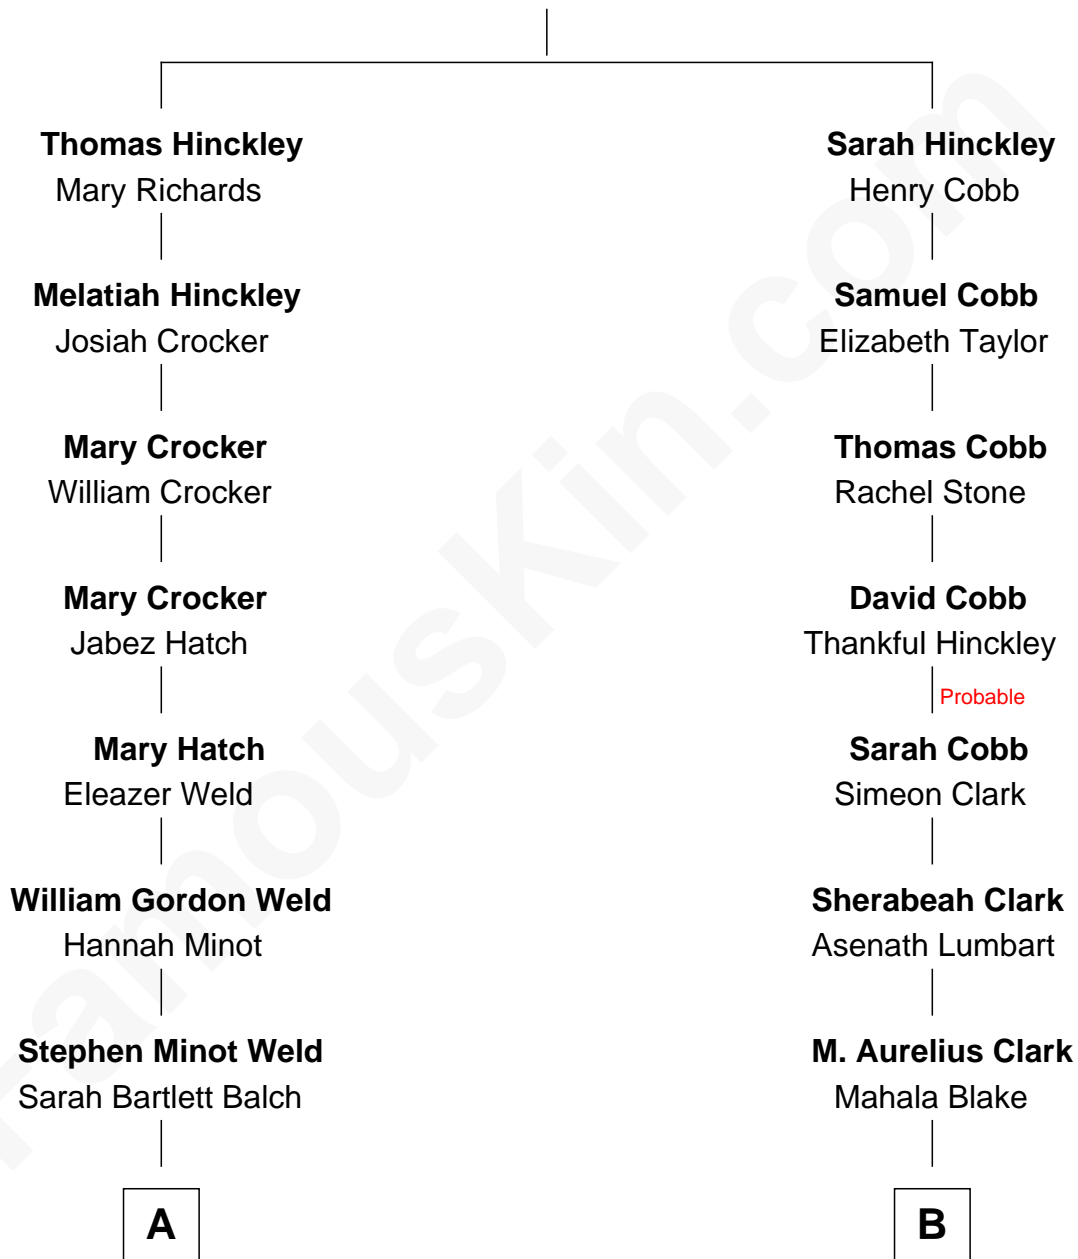 Thomas Hinckley
Mary Richards
Sarah Hinckley
Henry Cobb
Melatiah Hinckley
Josiah Crocker
Samuel Cobb
Elizabeth Taylor
Mary Crocker
William Crocker
Thomas Cobb
Rachel Stone
Mary Crocker
Jabez Hatch
David Cobb
Thankful Hinckley
Probable
Mary Hatch
Eleazer Weld
Sarah Cobb
Simeon Clark
William Gordon Weld
Hannah Minot
Sherabeah Clark
Asenath Lumbart
Stephen Minot Weld
Sarah Bartlett Balch
M. Aurelius Clark
Mahala Blake
A
B
FamousKin.com